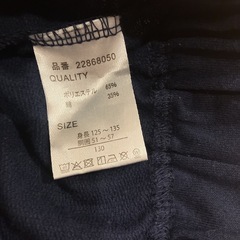 品番 22868050
QUALITY
ポリエステル 65%
綿 35%
SIZE
身長 125～135
胴囲 51～57
130